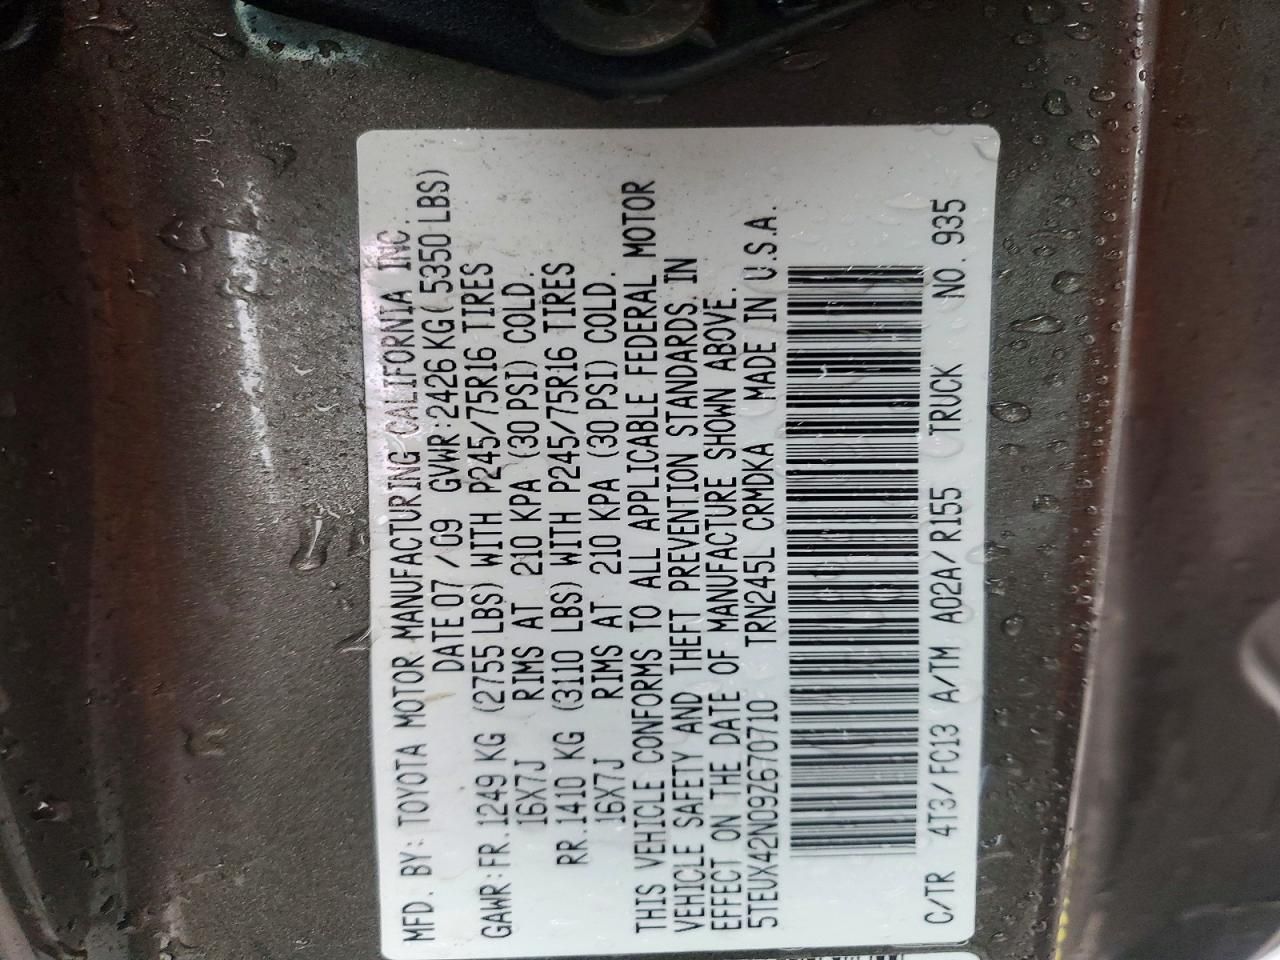 MFD. BY: TOYOTA MOTOR MANUFACTURING CALIFORNIA INC.
DATE 07 / 09 GVWR: 2426 KG( 5350 LBS)
GAWR: FR. 1249 KG (2755 LBS) WITH P245/75R16 TIRES
16X7J RIMS AT 210 KPA (30 PSI) COLD.
RR. 1410 KG (3110 LBS) WITH P245/75R16 TIRES
16X7J RIMS AT 210 KPA (30 PSI) COLD.
THIS VEHICLE CONFORMS TO ALL APPLICABLE FEDERAL MOTOR
VEHICLE SAFETY AND THEFT PREVENTION STANDARDS IN
EFFECT ON THE DATE OF MANUFACTURE SHOWN ABOVE.
5TEUX42N09Z670710 TRN245L CRMDKA MADE IN U.S.A.
C/TR 4T3/FC13 A/TM A02A/R155 TRUCK NO. 935